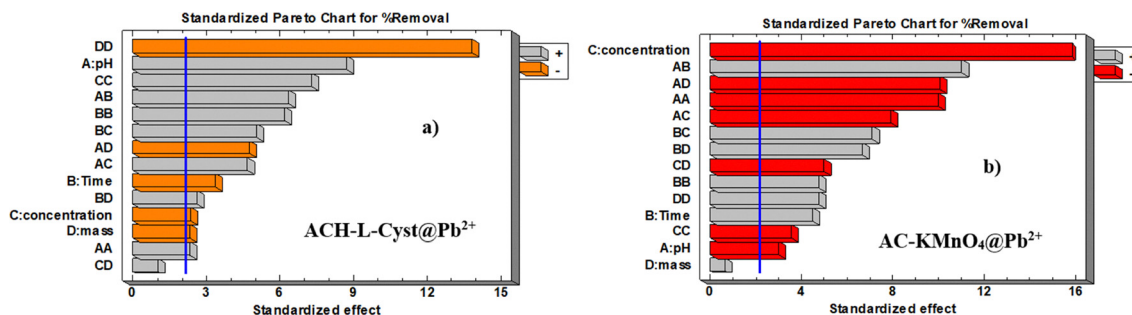 Standardized Pareto Chart for %Removal
DD
A:pH
CC
AB
BB
BC
AD
AC
B:Time
BD
C:concentration
D:mass
AA
CD
+
-
a)
ACH-L-Cyst@Pb²⁺
0 3 6 9 12 15
Standardized effect
Standardized Pareto Chart for %Removal
C:concentration
AB
AD
AA
AC
BC
BD
CD
BB
DD
B:Time
CC
A:pH
D:mass
b)
AC-KMnO₄@Pb²⁺
0 4 8 12 16
Standardized effect